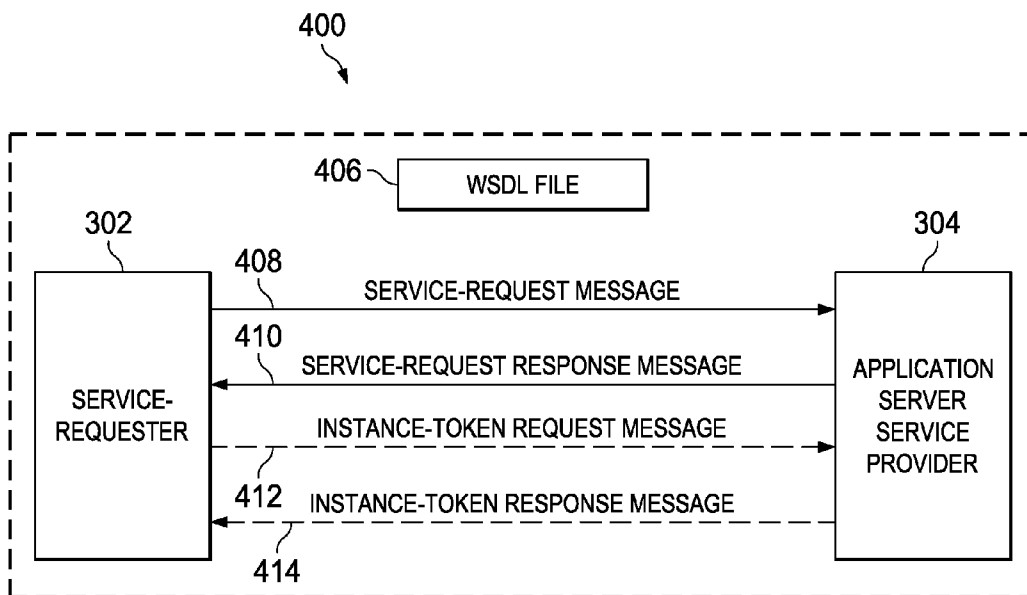 400
406
WSDL FILE
302
304
408
SERVICE-REQUEST MESSAGE
410
SERVICE-REQUEST RESPONSE MESSAGE
SERVICE-
REQUESTER
INSTANCE-TOKEN REQUEST MESSAGE
412
INSTANCE-TOKEN RESPONSE MESSAGE
414
APPLICATION
SERVER
SERVICE
PROVIDER